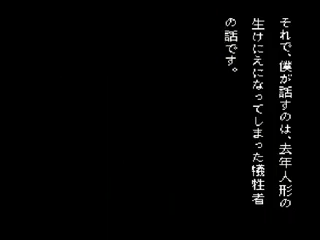 それで、僕が話すのは、去年人形の
生けにえになってしまった犠牲者
の話です。